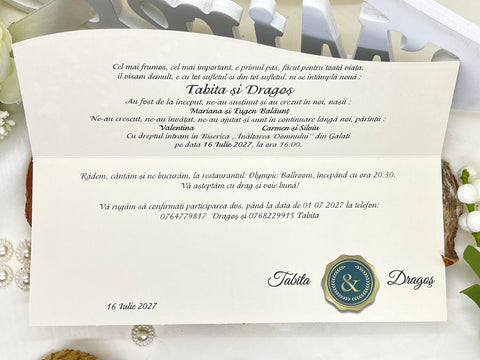 Cel mai frumos, cel mai important, e primul pas, făcut pentru toată viața,
îl visam demult, e cu tot sufletul și din tot sufletul, ni se întâmplă nouă :
Tabita și Dragoș
Au fost de la început, ne-au susținut și au crezut în noi, nașii :
Mariana și Eugen Balăunț
Ne-au crescut, ne-au învățat, ne-au ajutat și sunt în continuare lângă noi, părinții :
Valentina Carmen și Silviu
Cu dreptul intram în Biserica ,,Înălțarea Domnului” din Galați
pe data 16 Iulie 2027, la ora 16:00.
Râdem, cântăm și ne bucurăm, la restaurantul: Olympic Ballroom, începând cu ora 20:30.
Vă așteptăm cu drag și voie bună!
Vă rugăm să confirmați participarea dvs. până la data de 01 07 2027 la telefon:
0764779817 Dragoș și 0768229915 Tabita
Tabita & Dragoș
16 Iulie 2027